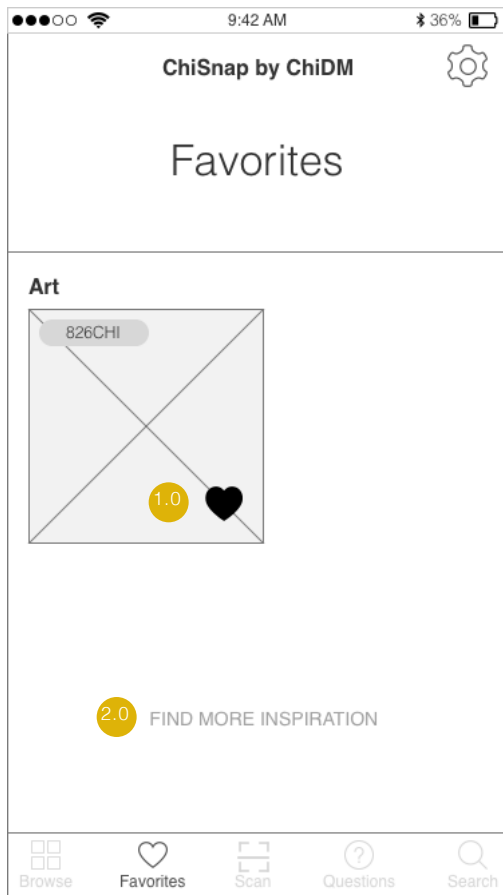 9:42 AM
36%
ChiSnap by ChiDM
Favorites
Art
826CHI
1.0
2.0
FIND MORE INSPIRATION
Browse
Favorites
Scan
Questions
Search